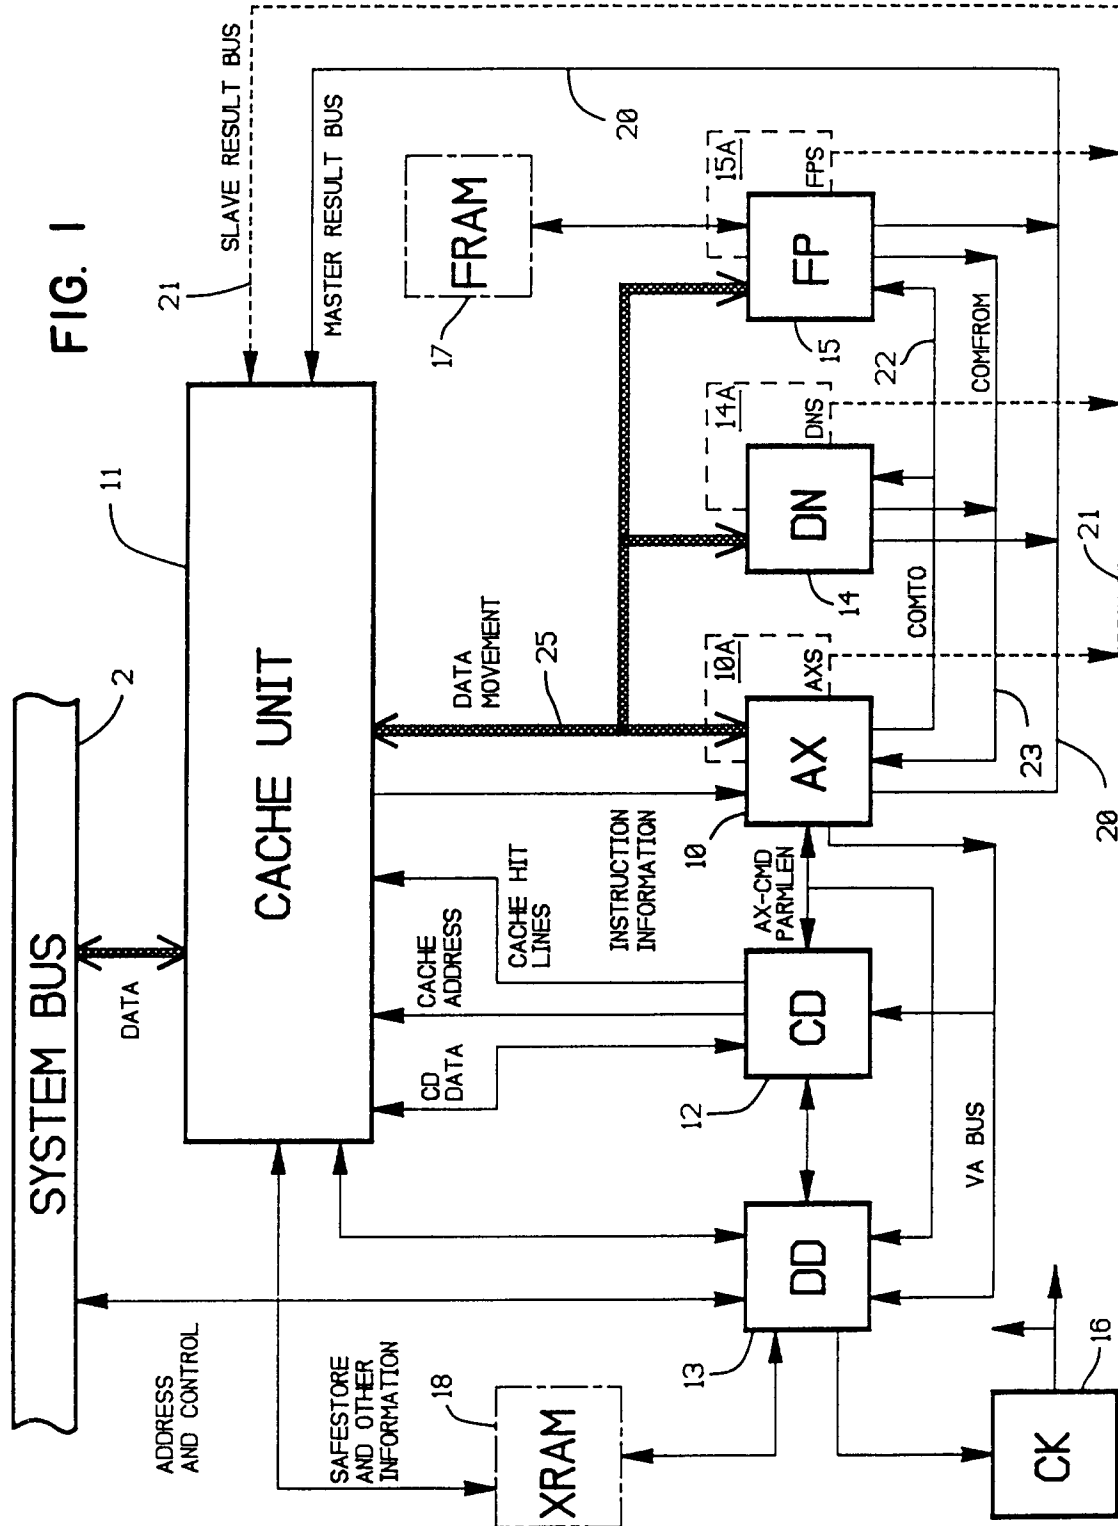 FIG. 1
SYSTEM BUS
2
DATA
11
CACHE UNIT
21
SLAVE RESULT BUS
MASTER RESULT BUS
20
ADDRESS
AND CONTROL
SAFESTORE
AND OTHER
INFORMATION
CD
DATA
CACHE
ADDRESS
CACHE HIT
LINES
INSTRUCTION
INFORMATION
DATA
MOVEMENT
25
17
FRAM
18
XRAM
13
DD
12
CD
AX-CMD
PARMLEN
10
AX
10A
AXS
14
DN
14A
DNS
15
FP
15A
FPS
COMTO
22
COMFROM
23
VA BUS
20
21
CK
16